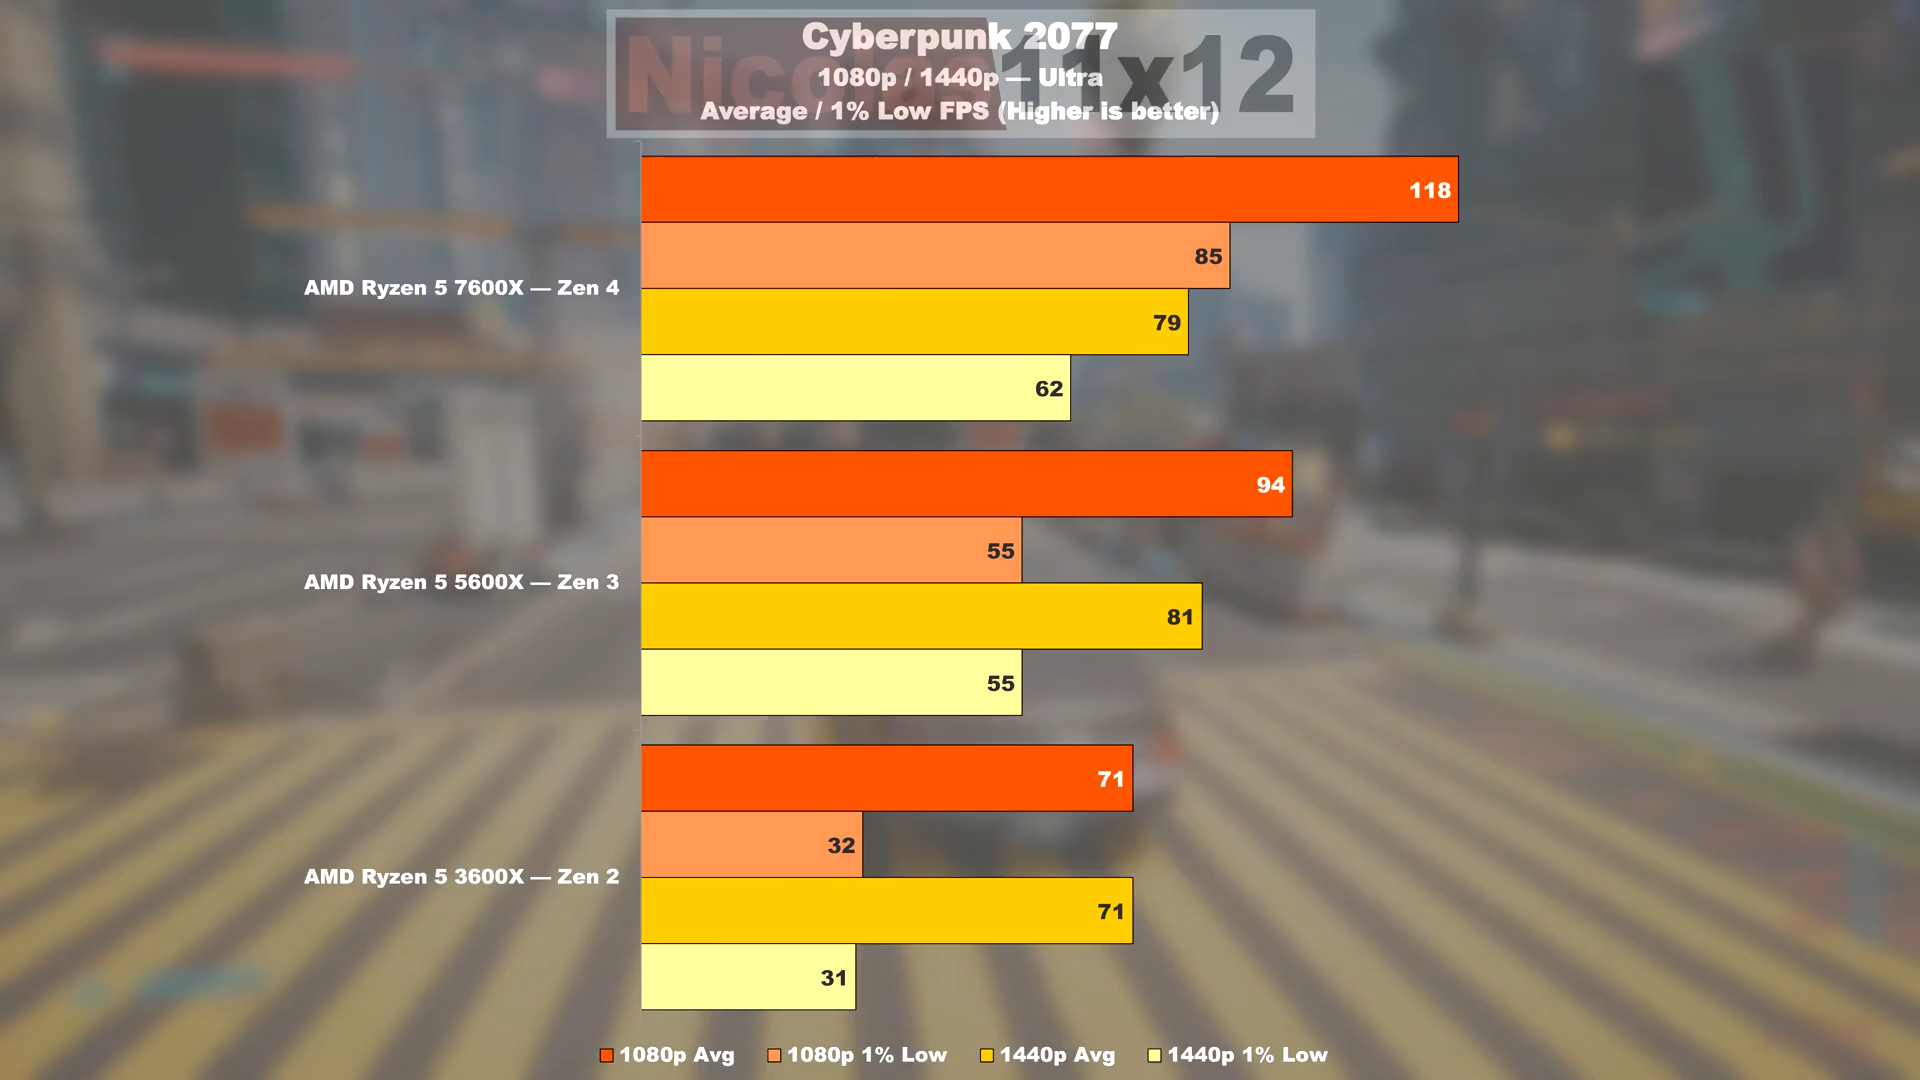 Cyberpunk 2077
1080p / 1440p — Ultra
Average / 1% Low FPS (Higher is better)
Nicolas11x12
AMD Ryzen 5 7600X — Zen 4
118
85
79
62
AMD Ryzen 5 5600X — Zen 3
94
55
81
55
AMD Ryzen 5 3600X — Zen 2
71
32
71
31
1080p Avg
1080p 1% Low
1440p Avg
1440p 1% Low